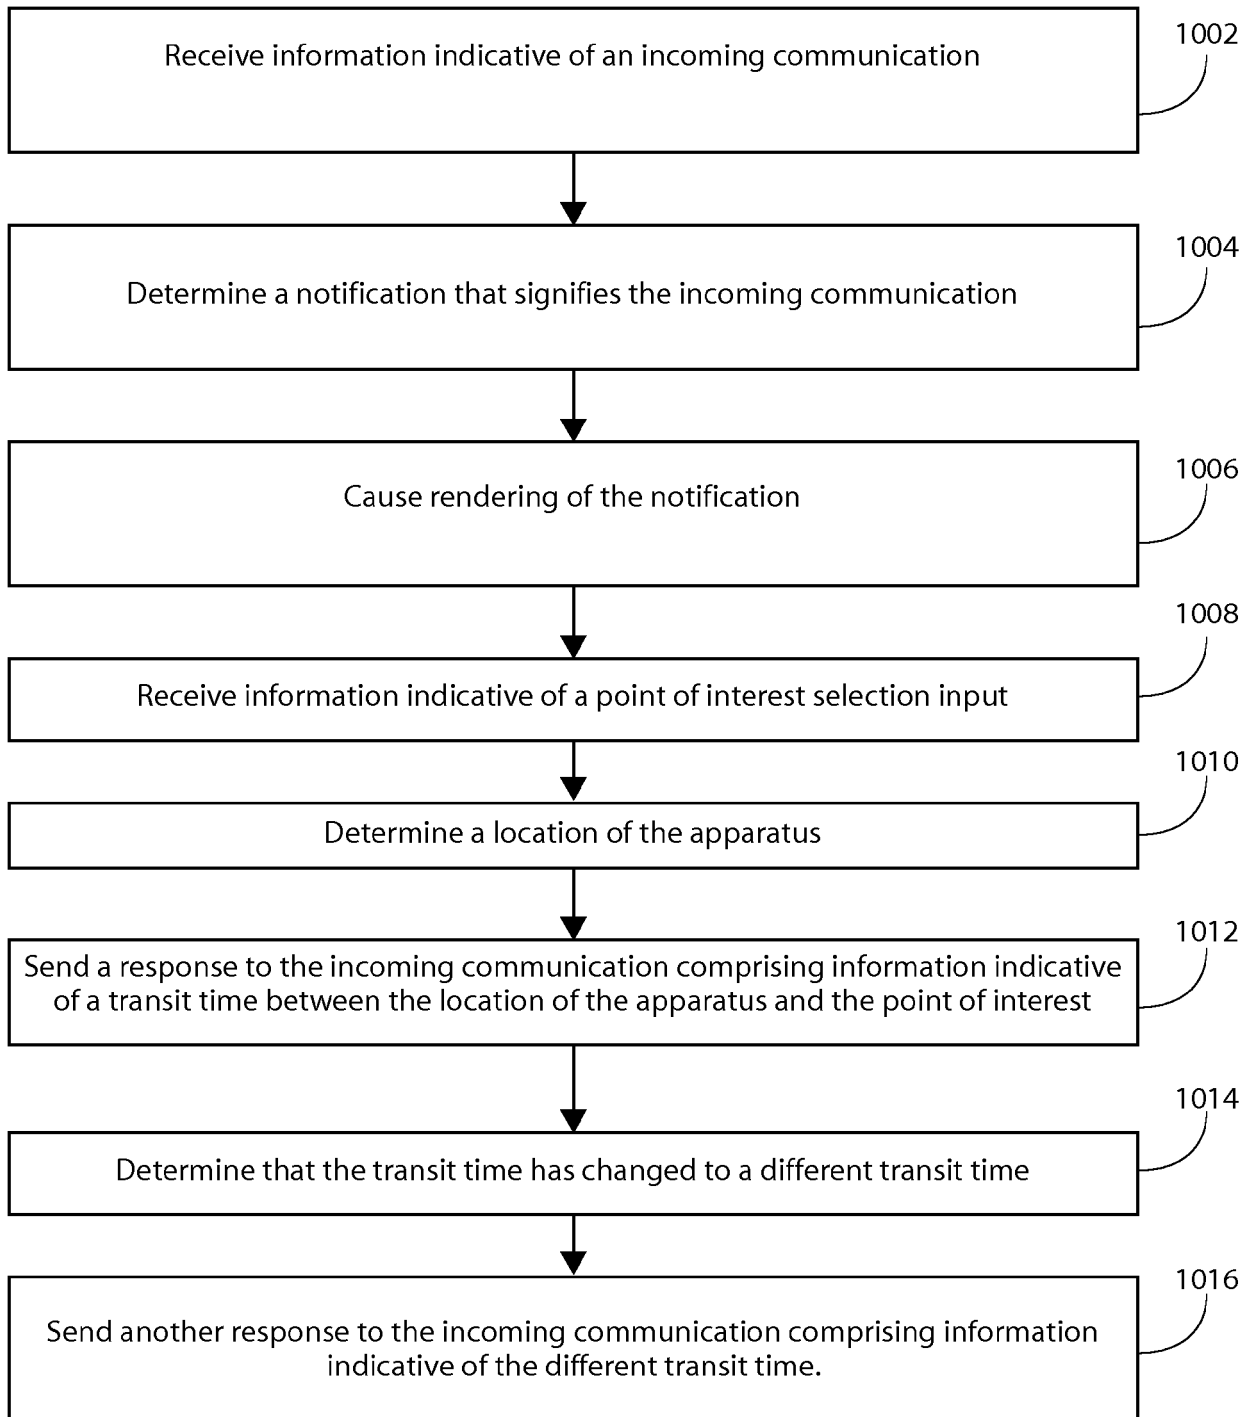 1002
Receive information indicative of an incoming communication
1004
Determine a notification that signifies the incoming communication
1006
Cause rendering of the notification
1008
Receive information indicative of a point of interest selection input
1010
Determine a location of the apparatus
1012
Send a response to the incoming communication comprising information indicative
of a transit time between the location of the apparatus and the point of interest
1014
Determine that the transit time has changed to a different transit time
1016
Send another response to the incoming communication comprising information
indicative of the different transit time.